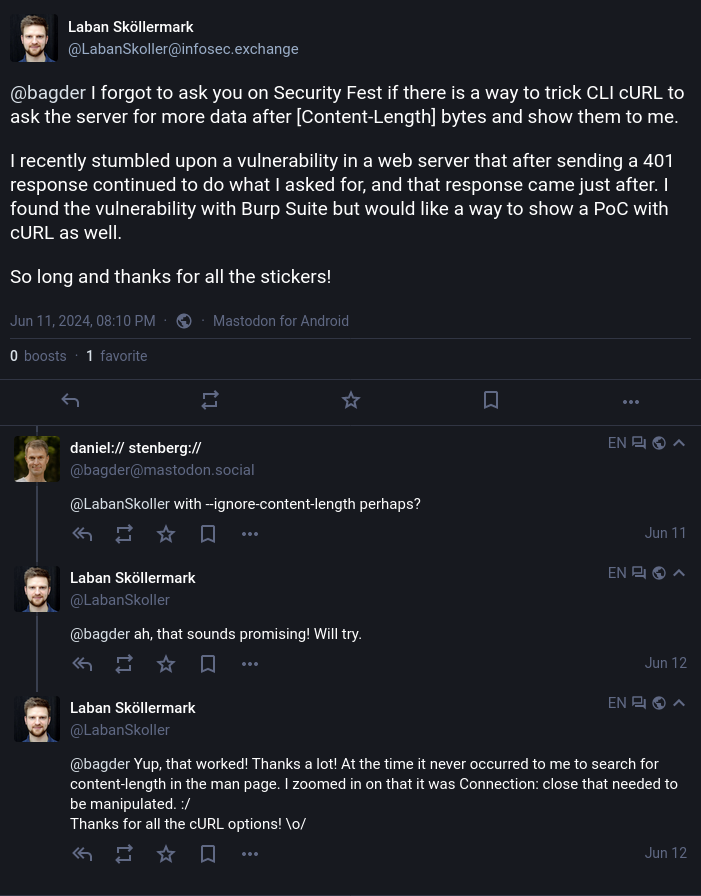 Laban Sköllermark
@LabanSkoller@infosec.exchange
@bagder I forgot to ask you on Security Fest if there is a way to trick CLI cURL to
ask the server for more data after [Content-Length] bytes and show them to me.
I recently stumbled upon a vulnerability in a web server that after sending a 401
response continued to do what I asked for, and that response came just after. I
found the vulnerability with Burp Suite but would like a way to show a PoC with
cURL as well.
So long and thanks for all the stickers!
Jun 11, 2024, 08:10 PM · · Mastodon for Android
0 boosts · 1 favorite
daniel:// stenberg:// EN
@bagder@mastodon.social
@LabanSkoller with --ignore-content-length perhaps?
Jun 11
Laban Sköllermark EN
@LabanSkoller
@bagder ah, that sounds promising! Will try.
Jun 12
Laban Sköllermark EN
@LabanSkoller
@bagder Yup, that worked! Thanks a lot! At the time it never occurred to me to search for
content-length in the man page. I zoomed in on that it was Connection: close that needed to
be manipulated. :/
Thanks for all the cURL options! \o/
Jun 12